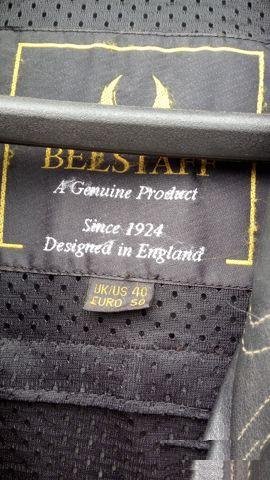 BELSTAFF
A Genuine Product
Since 1924
Designed in England
UK/US 40
EURO 50